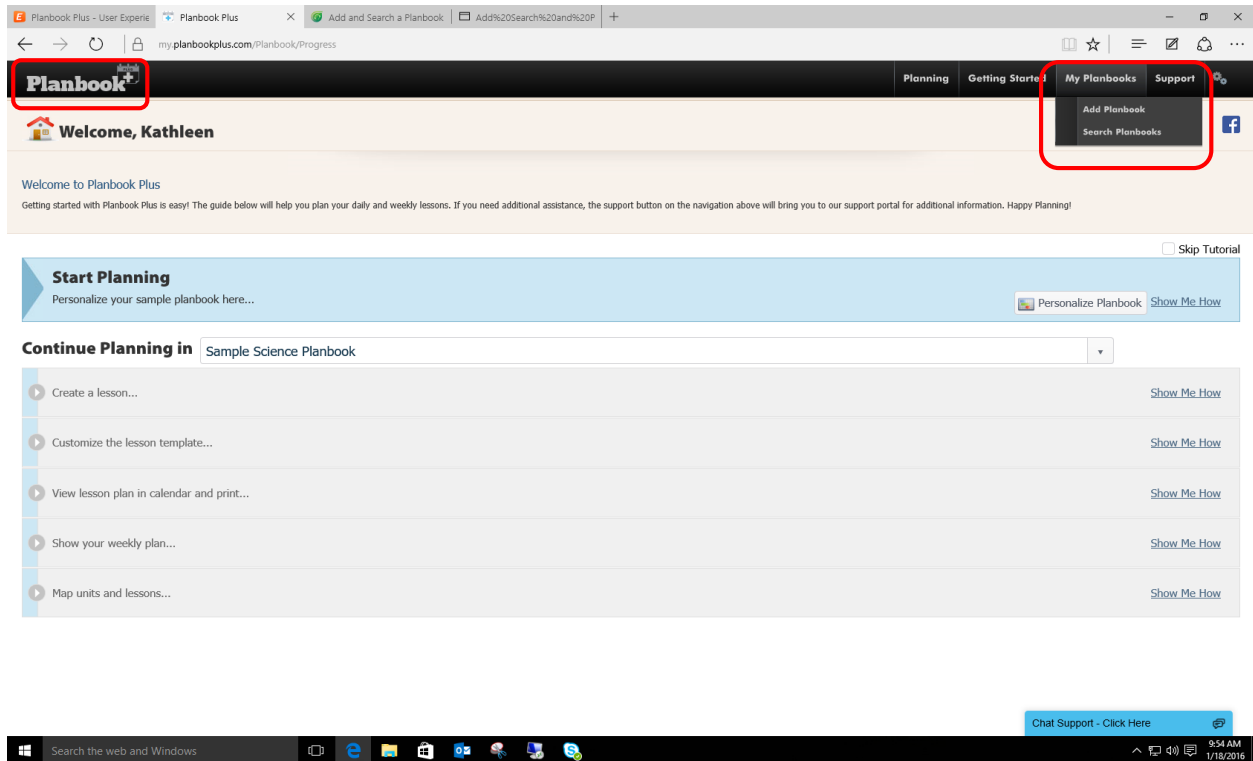 Planbook Plus - User Experie
Planbook Plus
Add and Search a Planbook
Add%20Search%20and%20P
my.planbookplus.com/Planbook/Progress
Planbook+
Planning
Getting Started
My Planbooks
Support
Add Planbook
Search Planbooks
Welcome, Kathleen
Welcome to Planbook Plus
Getting started with Planbook Plus is easy! The guide below will help you plan your daily and weekly lessons. If you need additional assistance, the support button on the navigation above will bring you to our support portal for additional information. Happy Planning!
Skip Tutorial
Start Planning
Personalize your sample planbook here...
Personalize Planbook
Show Me How
Continue Planning in
Sample Science Planbook
Create a lesson...
Show Me How
Customize the lesson template...
Show Me How
View lesson plan in calendar and print...
Show Me How
Show your weekly plan...
Show Me How
Map units and lessons...
Show Me How
Chat Support - Click Here
Search the web and Windows
9:54 AM
1/18/2016